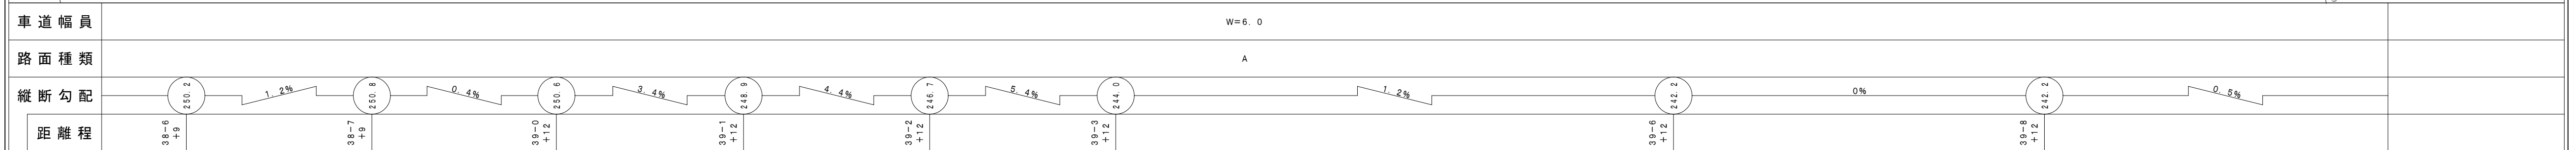 車道幅員 W=6.0
路面種類 A
縦断勾配 250.2 1.2% 250.8 0.4% 250.6 3.4% 248.9 4.4% 246.7 5.4% 244.0 1.2% 242.2 0% 242.2 0.5%
距離程 38-6 +9 38-7 +9 39-0 +12 39-1 +12 39-2 +12 39-3 +12 39-6 +12 39-8 +12